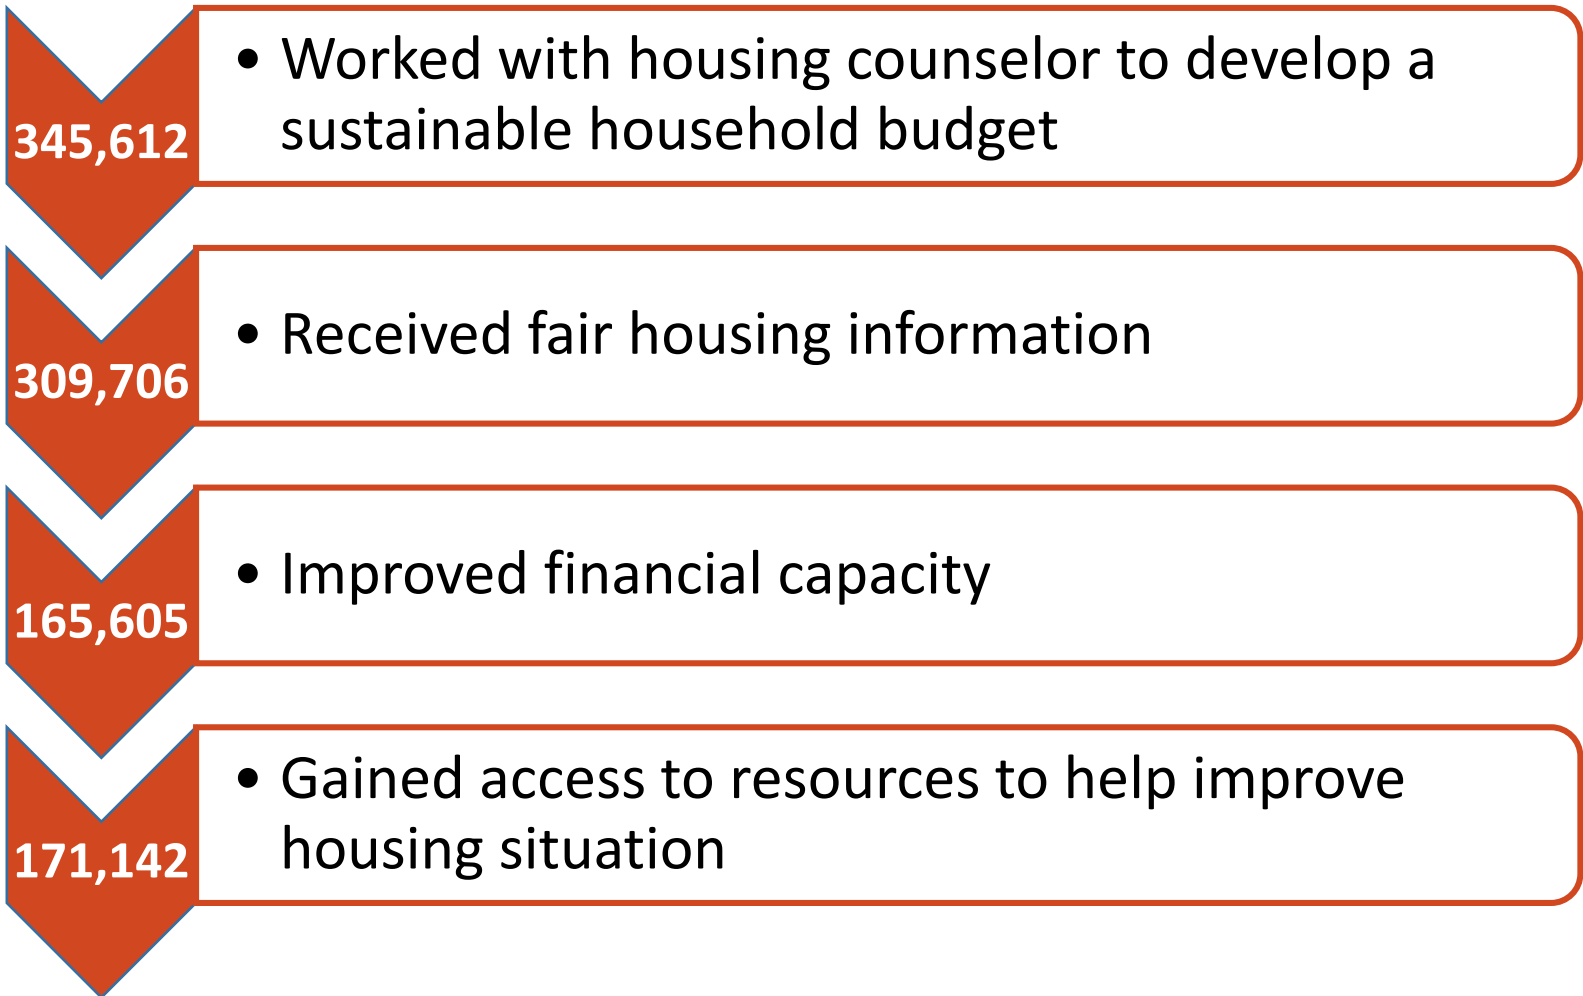 345,612
• Worked with housing counselor to develop a
sustainable household budget
309,706
• Received fair housing information
165,605
• Improved financial capacity
171,142
• Gained access to resources to help improve
housing situation